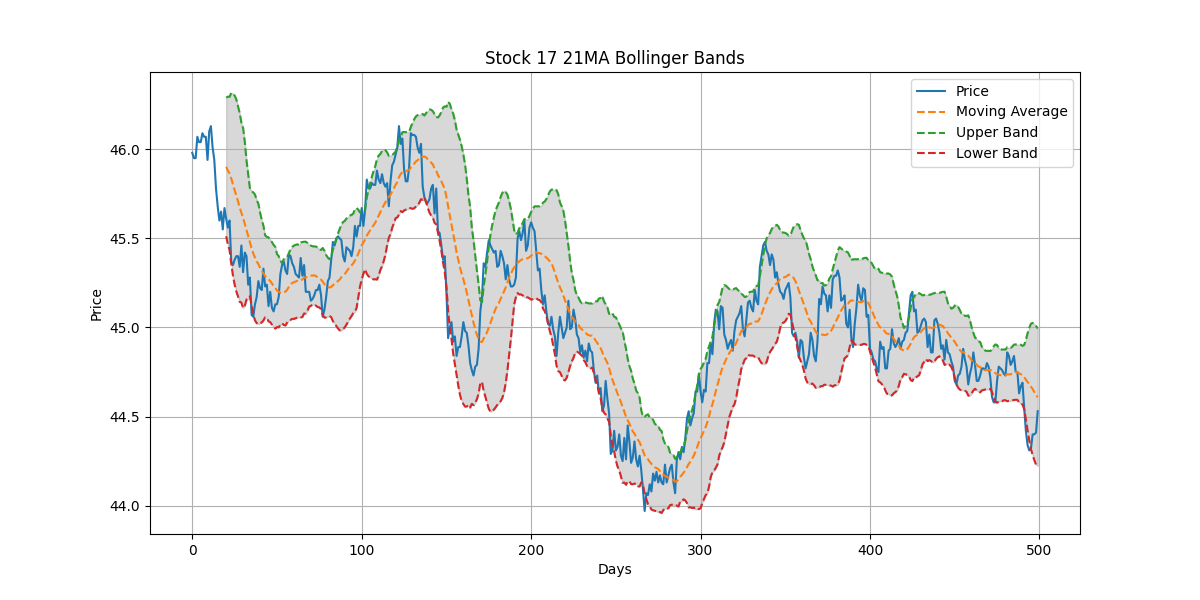 Stock 17 21MA Bollinger Bands
Price
Moving Average
Upper Band
Lower Band
46.0
45.5
45.0
44.5
44.0
Price
0 100 200 300 400 500
Days